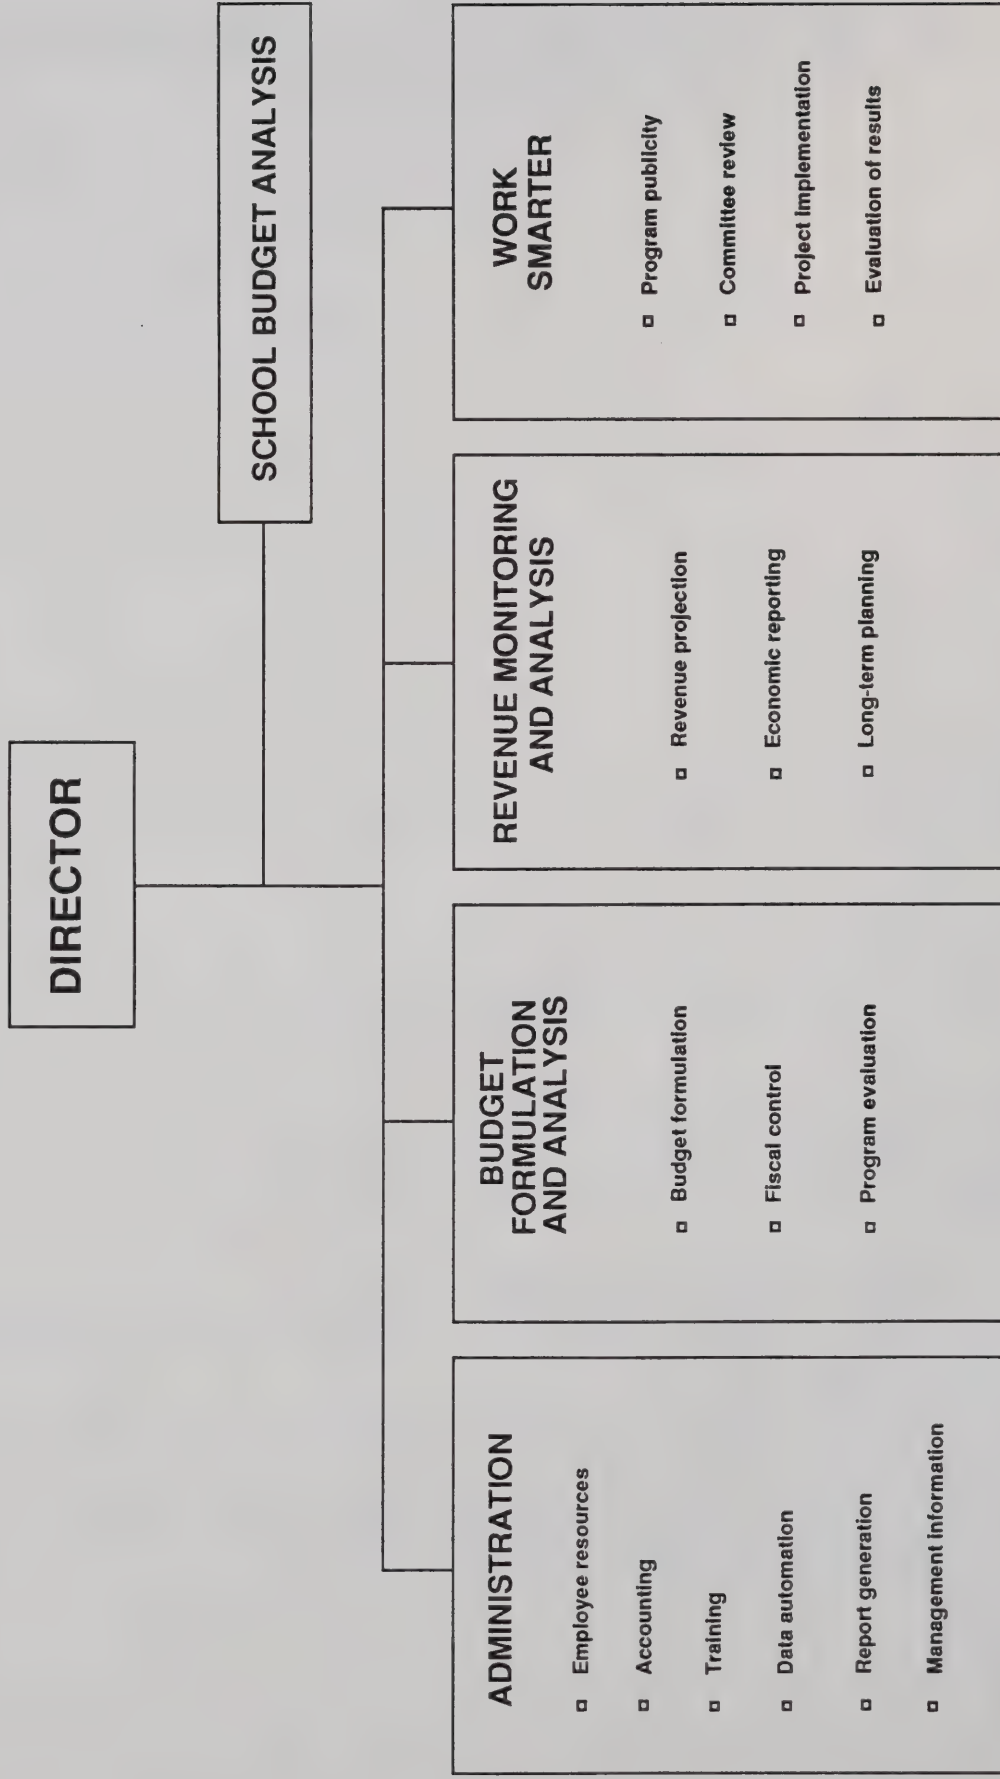 DIRECTOR
SCHOOL BUDGET ANALYSIS
ADMINISTRATION
▫ Employee resources
▫ Accounting
▫ Training
▫ Data automation
▫ Report generation
▫ Management information
BUDGET
FORMULATION
AND ANALYSIS
▫ Budget formulation
▫ Fiscal control
▫ Program evaluation
REVENUE MONITORING
AND ANALYSIS
▫ Revenue projection
▫ Economic reporting
▫ Long-term planning
WORK
SMARTER
▫ Program publicity
▫ Committee review
▫ Project implementation
▫ Evaluation of results